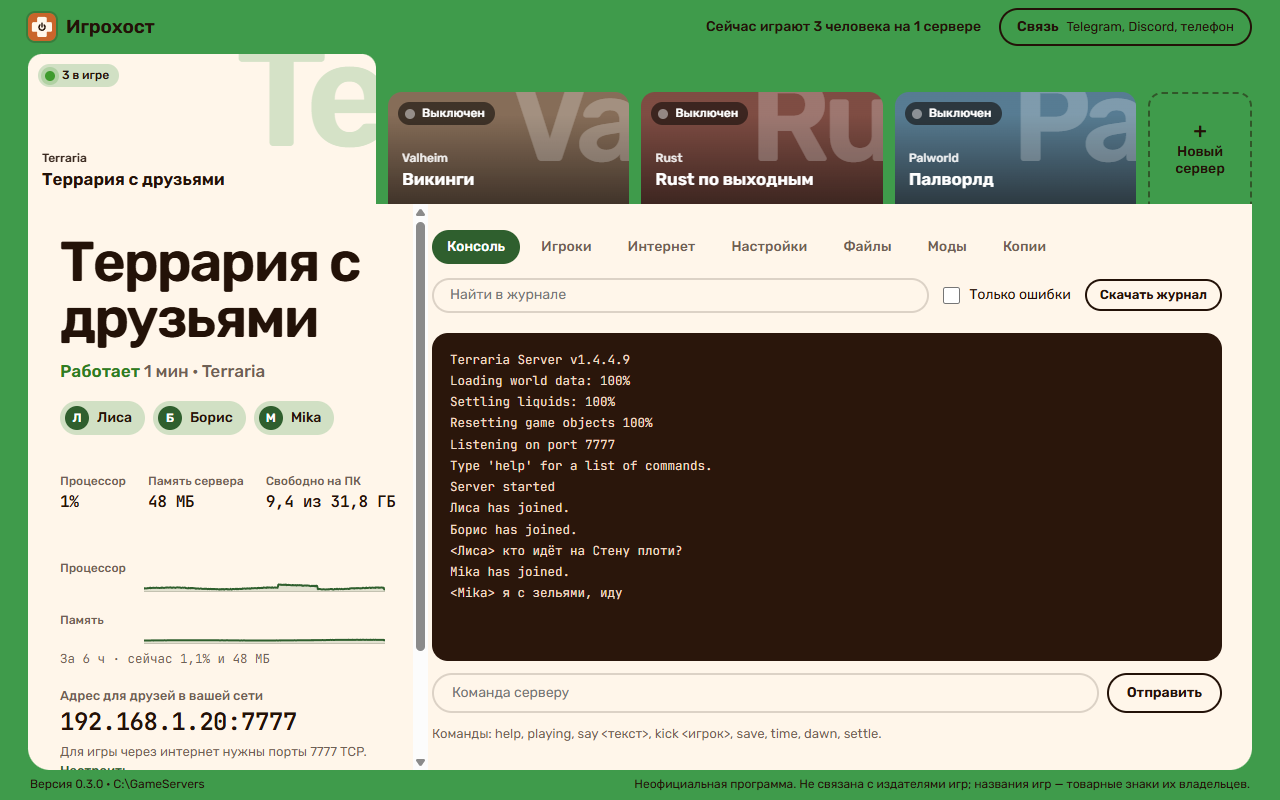 Игрохост
Сейчас играют 3 человека на 1 сервере
Связь Telegram, Discord, телефон
3 в игре
Te
Terraria
Террария с друзьями
Выключен
Va
Valheim
Викинги
Выключен
Ru
Rust
Rust по выходным
Выключен
Pa
Palworld
Палворлд
+
Новый
сервер
Террария с
друзьями
Работает 1 мин • Terraria
Л Лиса
Б Борис
M Mika
Процессор
1%
Память сервера
48 МБ
Свободно на ПК
9,4 из 31,8 ГБ
Процессор
Память
За 6 ч · сейчас 1,1% и 48 МБ
Адрес для друзей в вашей сети
192.168.1.20:7777
Для игры через интернет нужны порты 7777 TCP.
Консоль
Игроки
Интернет
Настройки
Файлы
Моды
Копии
Найти в журнале
Только ошибки
Скачать журнал
Terraria Server v1.4.4.9
Loading world data: 100%
Settling liquids: 100%
Resetting game objects 100%
Listening on port 7777
Type 'help' for a list of commands.
Server started
Лиса has joined.
Борис has joined.
<Лиса> кто идёт на Стену плоти?
Mika has joined.
<Mika> я с зельями, иду
Команда серверу
Отправить
Команды: help, playing, say <текст>, kick <игрок>, save, time, dawn, settle.
Версия 0.3.0 • C:\GameServers
Неофициальная программа. Не связана с издателями игр; названия игр — товарные знаки их владельцев.